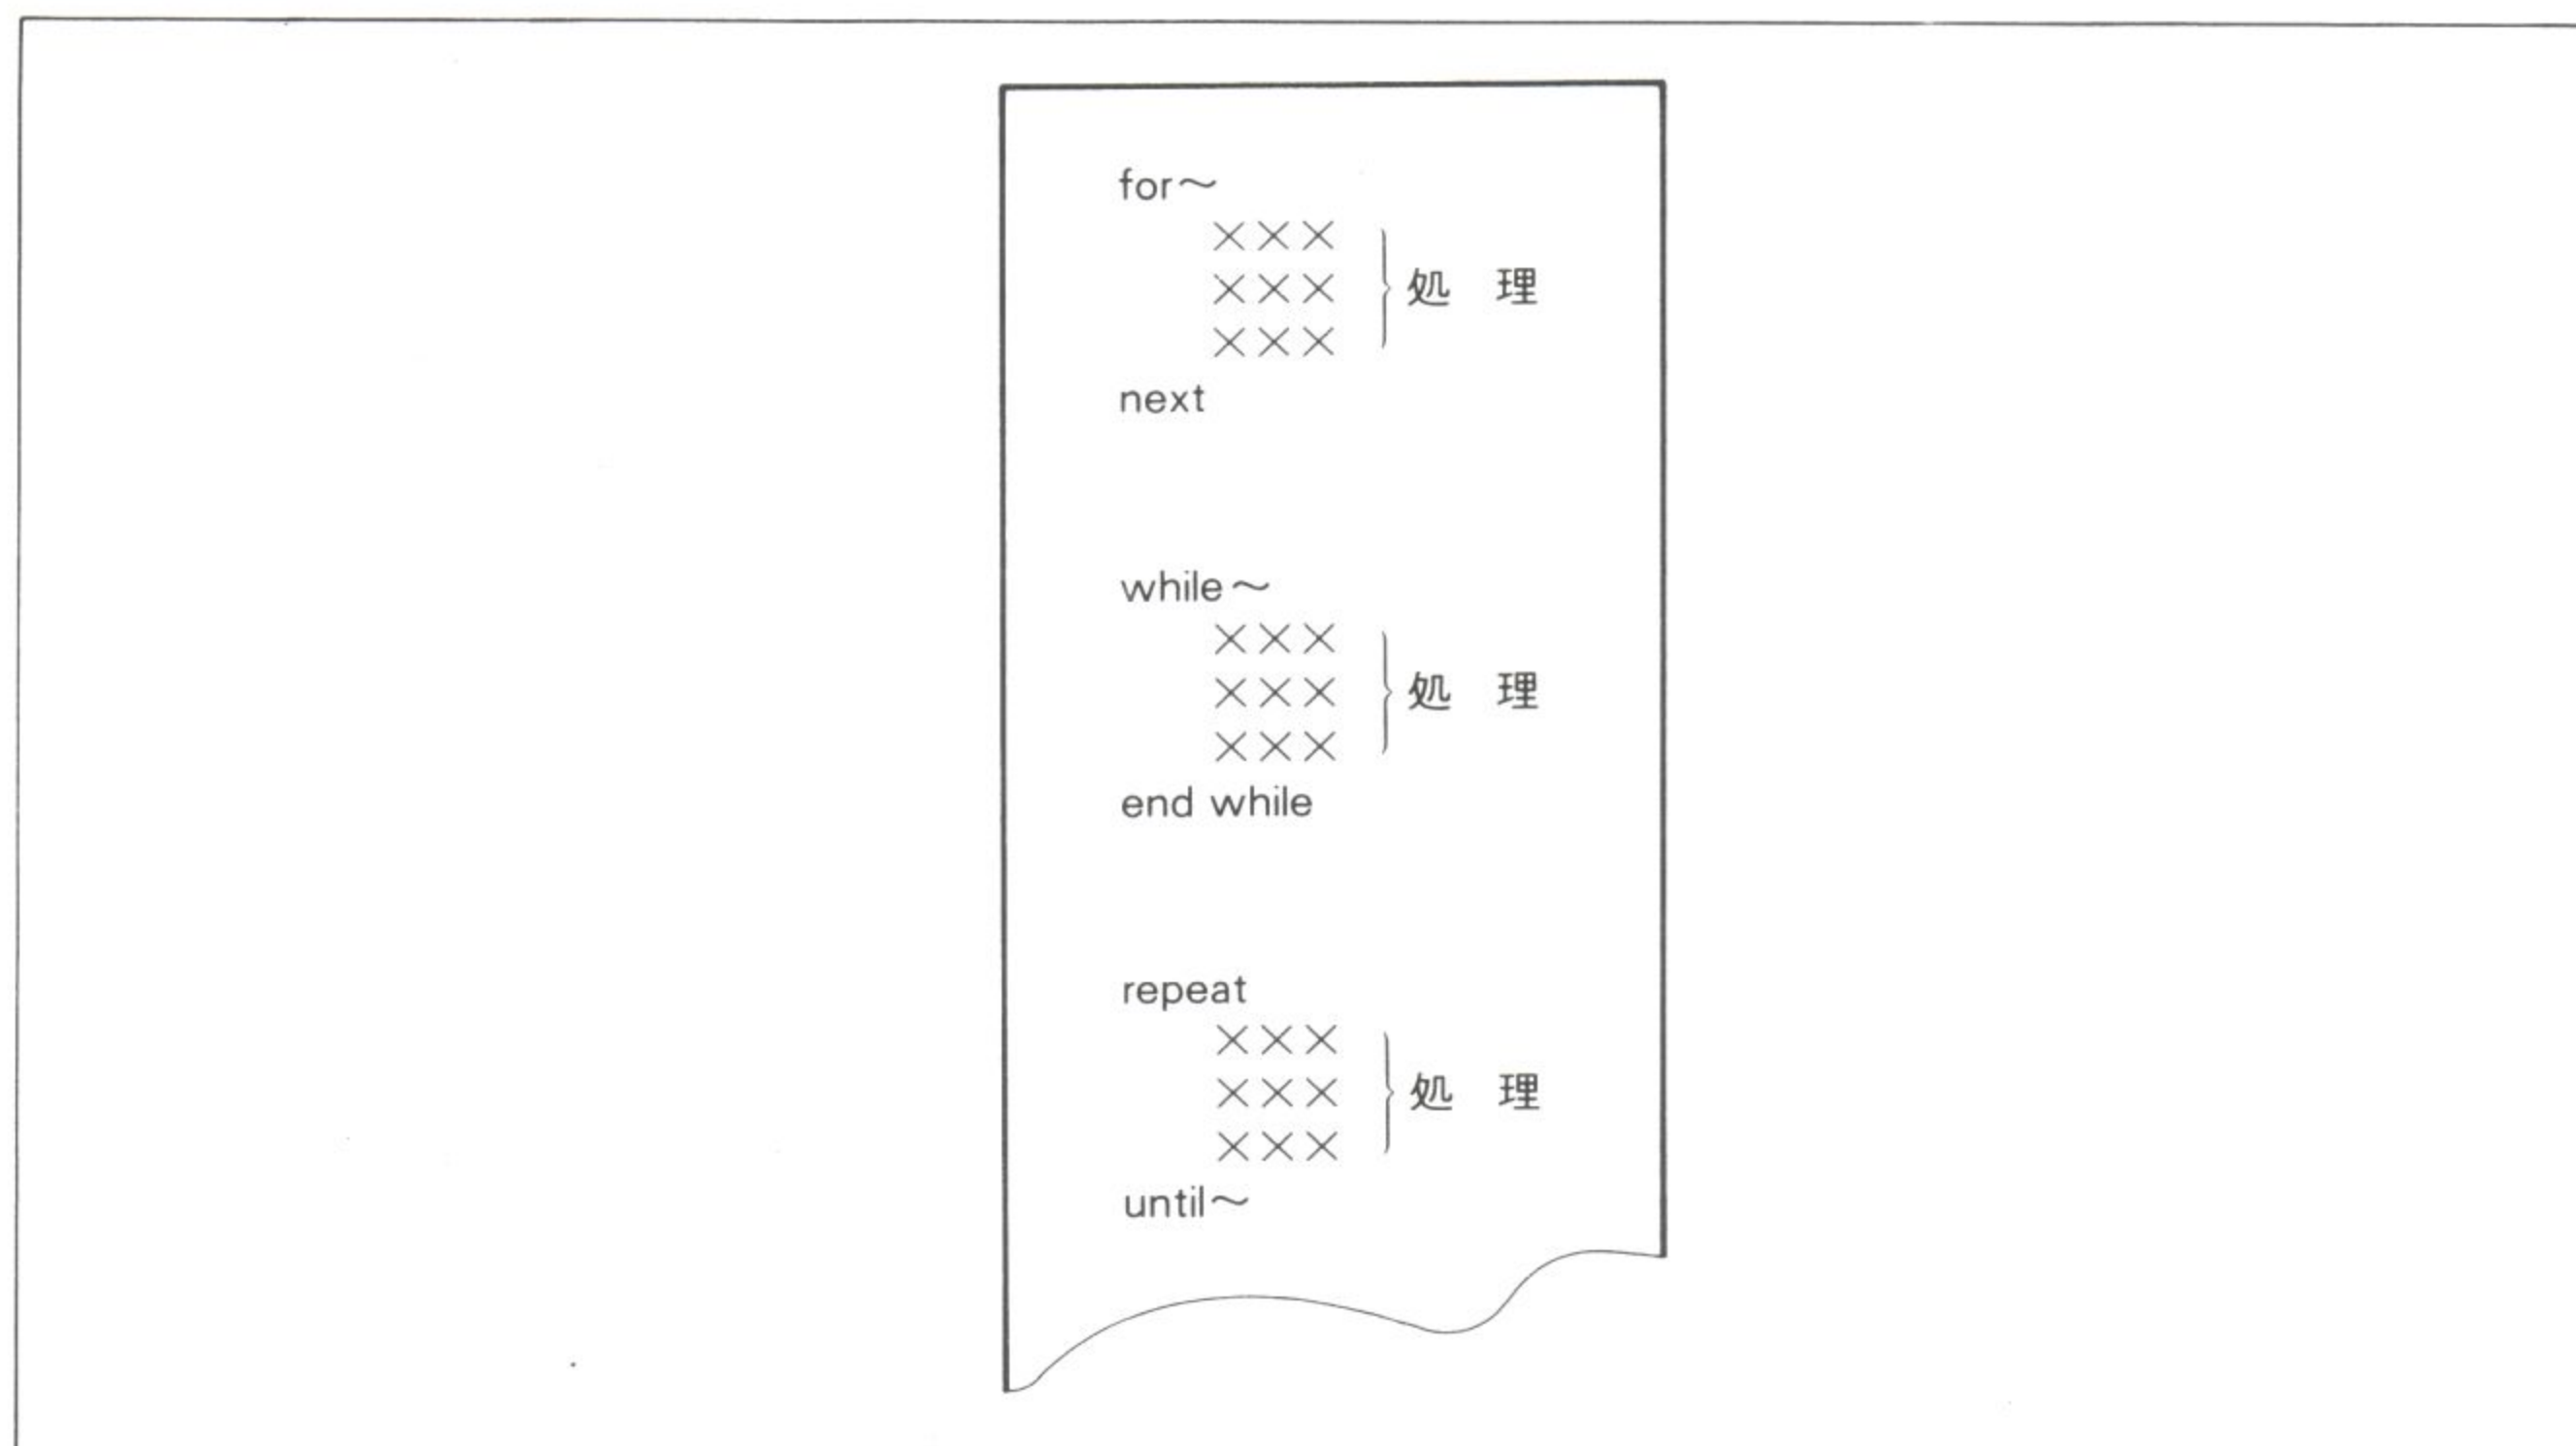 for～
×××
××× 処 理
×××
next
while～
×××
××× 処 理
×××
end while
repeat
×××
××× 処 理
×××
until～